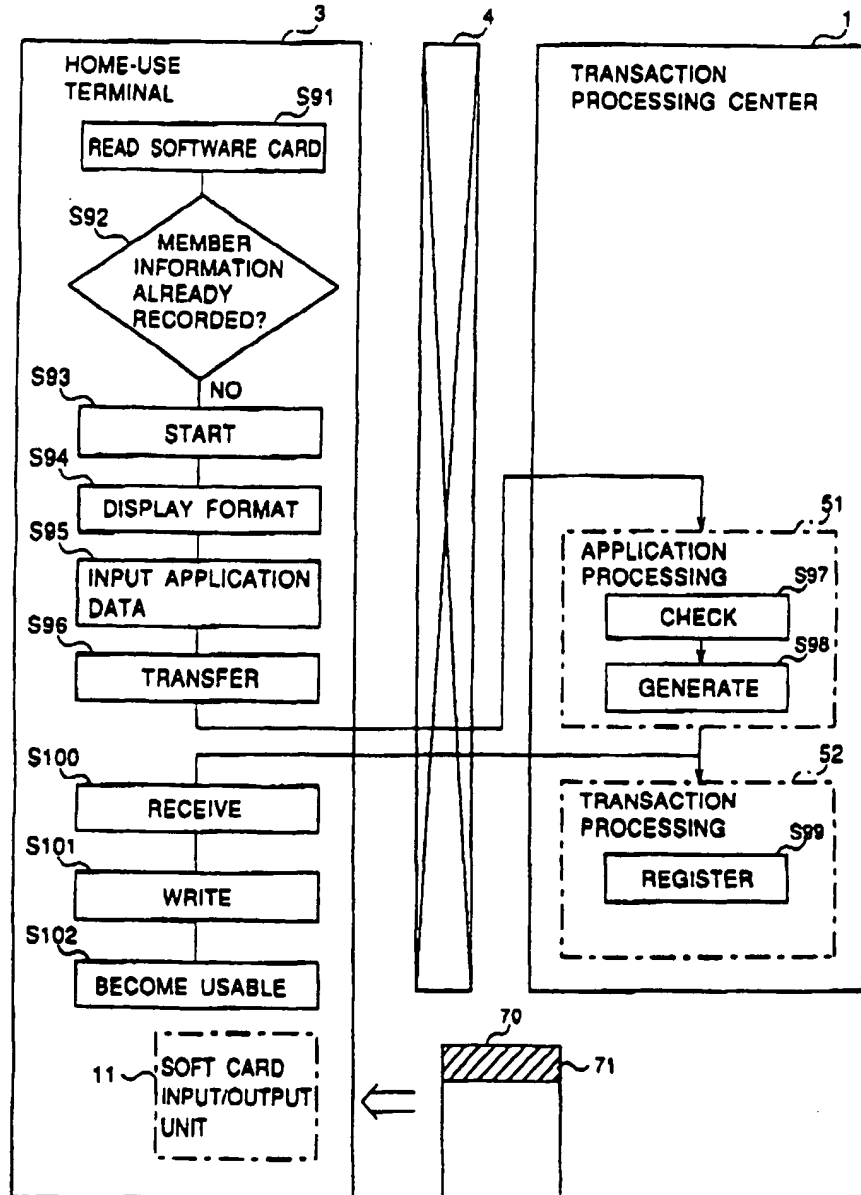 3
4
1
HOME-USE
TERMINAL
TRANSACTION
PROCESSING CENTER
S91
READ SOFTWARE CARD
S92
MEMBER
INFORMATION
ALREADY
RECORDED?
NO
S93
START
S94
DISPLAY FORMAT
S95
INPUT APPLICATION
DATA
S96
TRANSFER
51
APPLICATION
PROCESSING
S97
CHECK
S98
GENERATE
S100
RECEIVE
S101
WRITE
S102
BECOME USABLE
52
TRANSACTION
PROCESSING
S99
REGISTER
11
SOFT CARD
INPUT/OUTPUT
UNIT
70
71